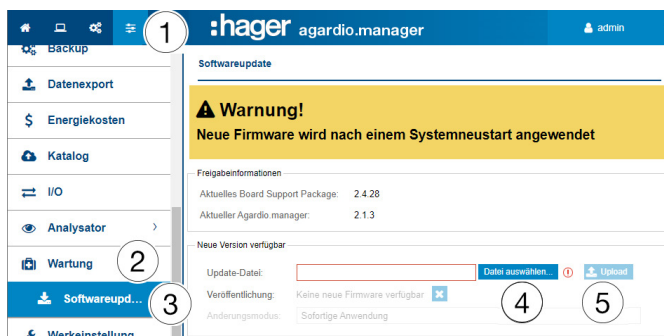 1
:hager agardio.manager
admin
Backup
Datenexport
Energiekosten
Katalog
I/O
Analysator
Wartung
2
Softwareupd...
3
Werkeinstellung
Softwareupdate
Warnung!
Neue Firmware wird nach einem Systemneustart angewendet
Freigabeinformationen
Aktuelles Board Support Package: 2.4.28
Aktueller Agardio.manager: 2.1.3
Neue Version verfügbar
Update-Datei: Datei auswählen... Upload
Veröffentlichung: Keine neue Firmware verfügbar
4
5
Änderungsmodus: Sofortige Anwendung